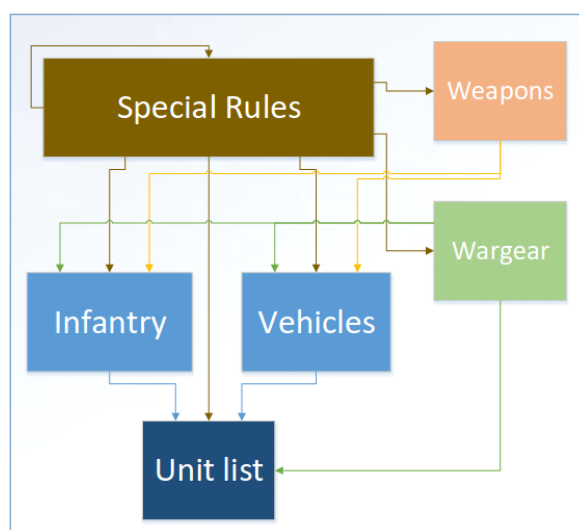 Special Rules
Weapons
Wargear
Infantry
Vehicles
Unit list